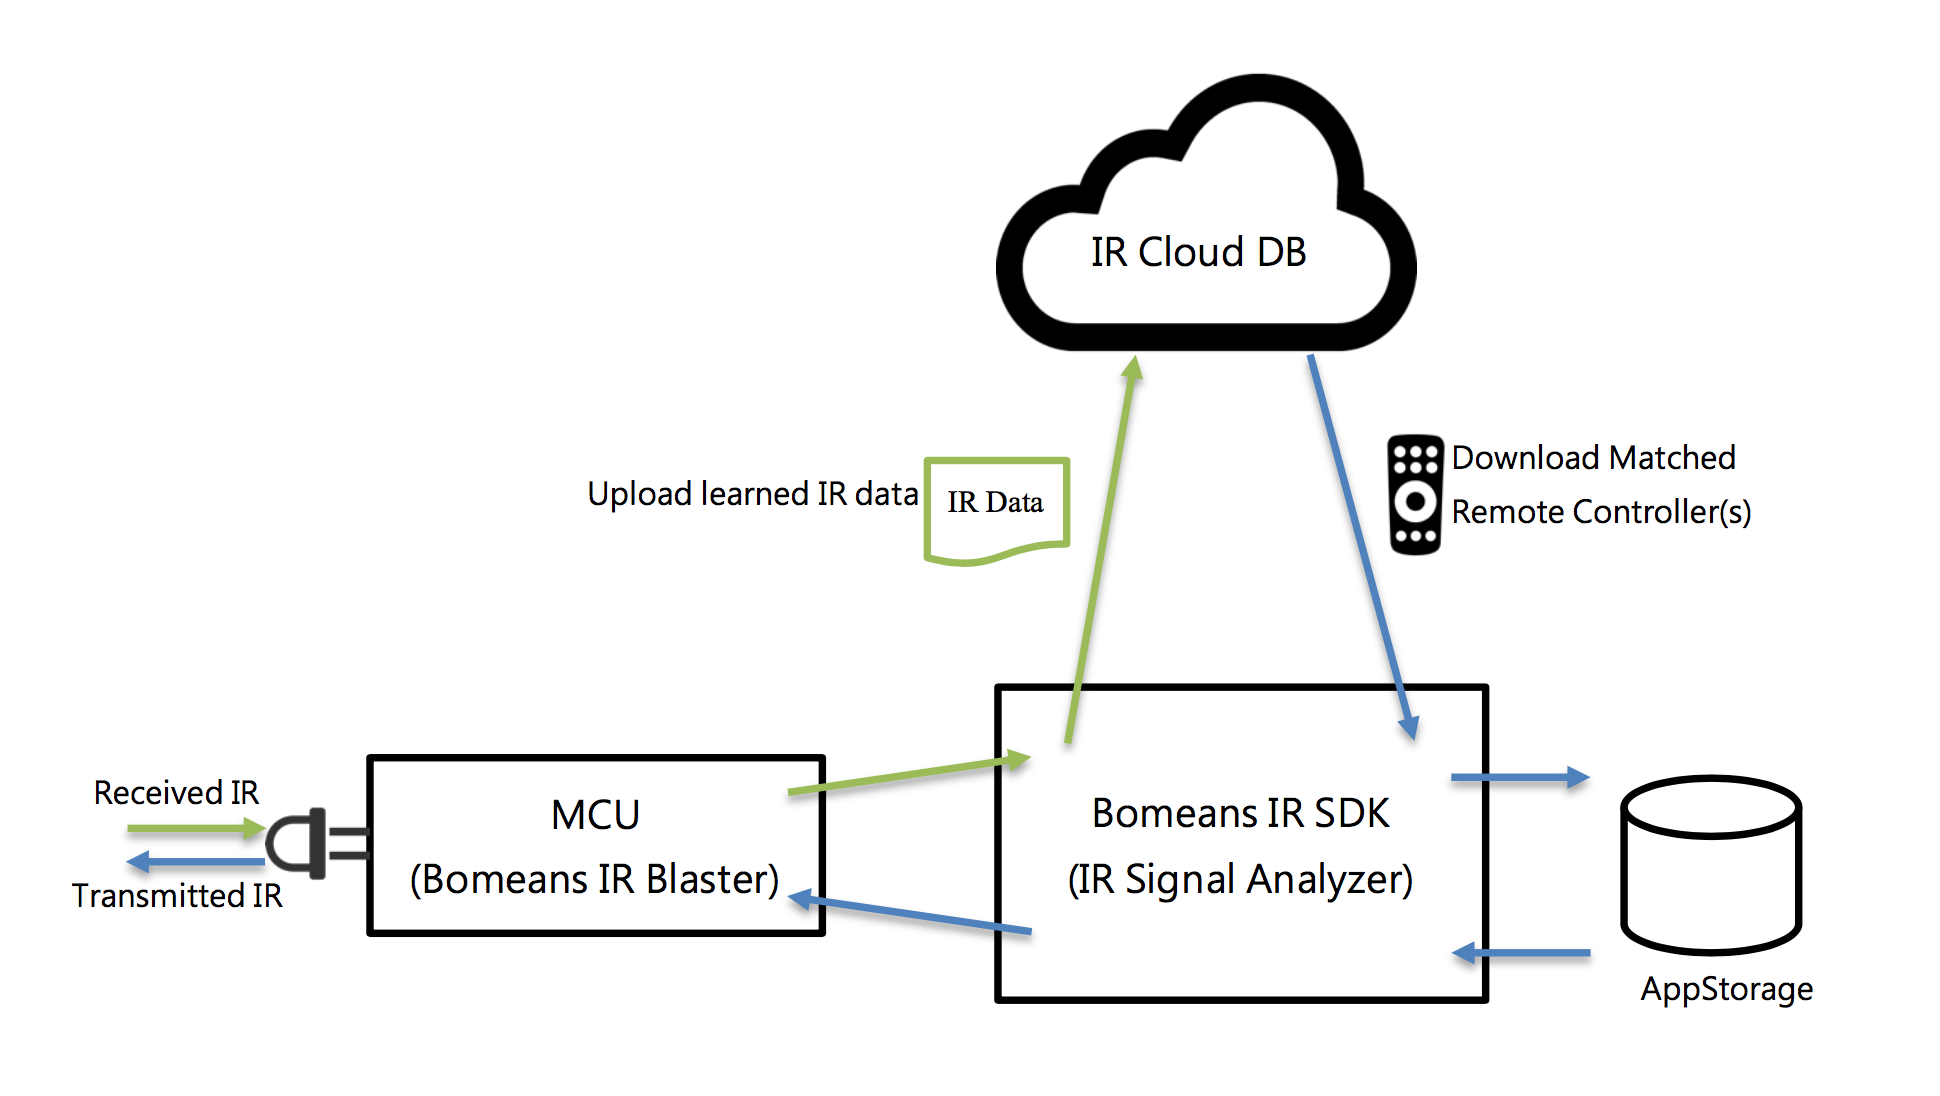 IR Cloud DB
Upload learned IR data
IR Data
Download Matched
Remote Controller(s)
Received IR
Transmitted IR
MCU
(Bomeans IR Blaster)
Bomeans IR SDK
(IR Signal Analyzer)
AppStorage